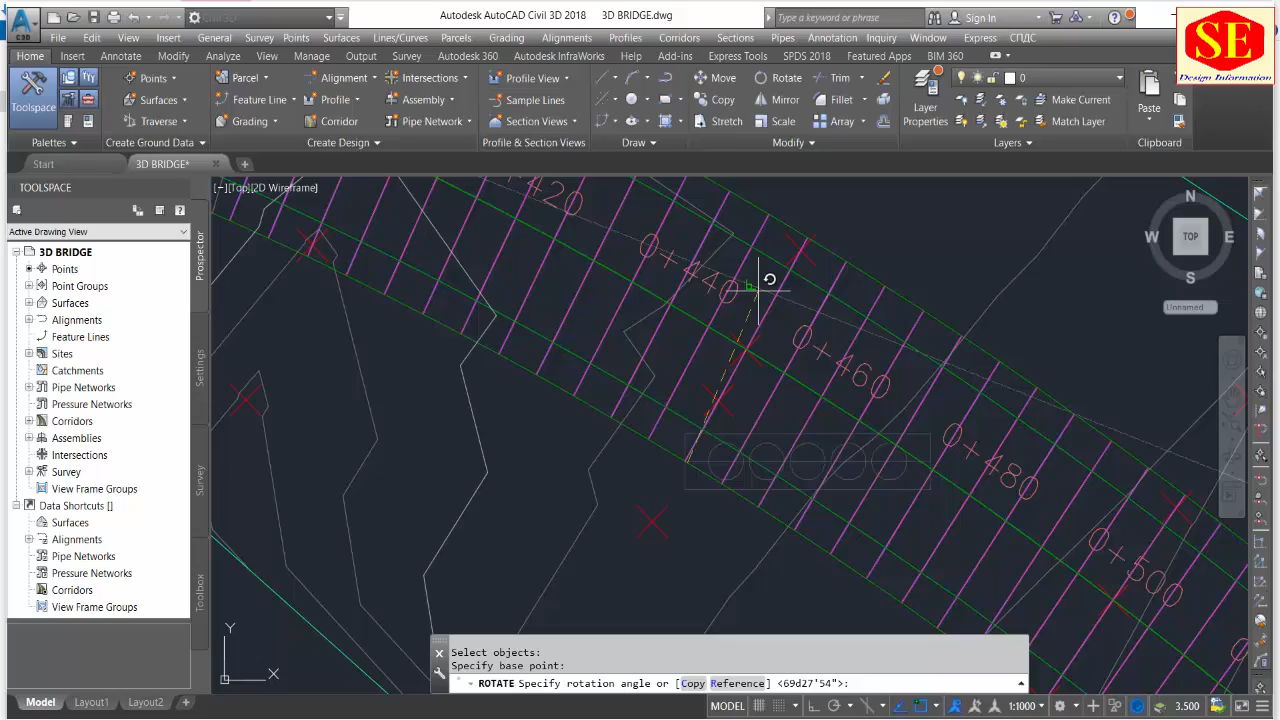 Autodesk AutoCAD Civil 3D 2018 3D BRIDGE.dwg
Type a keyword or phrase
Sign In
SE
Design Information
C3D
File Edit View Insert General Survey Points Surfaces Lines/Curves Parcels Grading Alignments Profiles Corridors Sections Pipes Annotation Inquiry Window Express СПДС
Home Insert Annotate Modify Analyze View Manage Output Survey Autodesk 360 Autodesk InfraWorks Help Add-ins Express Tools SPDS 2018 Featured Apps BIM 360
Toolspace
Points
Surfaces
Traverse
Parcel
Feature Line
Grading
Alignment
Profile
Corridor
Intersections
Assembly
Pipe Network
Profile View
Sample Lines
Section Views
Move
Copy
Stretch
Rotate
Mirror
Scale
Trim
Fillet
Array
Layer
Properties
0
Make Current
Match Layer
Paste
Palettes
Create Ground Data
Create Design
Profile & Section Views
Draw
Modify
Layers
Clipboard
Start
3D BRIDGE*
TOOLSPACE
Active Drawing View
3D BRIDGE
Points
Point Groups
Surfaces
Alignments
Feature Lines
Sites
Catchments
Pipe Networks
Pressure Networks
Corridors
Assemblies
Intersections
Survey
View Frame Groups
Data Shortcuts []
Surfaces
Alignments
Pipe Networks
Pressure Networks
Corridors
View Frame Groups
Prospector
Settings
Survey
Toolbox
[−][Top][2D Wireframe]
+420
0+440
0+460
0+480
0+500
N
W TOP E
S
Unnamed
Y
X
Select objects:
Specify base point:
ROTATE Specify rotation angle or [Copy Reference] <69d27'54">:
Model Layout1 Layout2
MODEL
1:1000
3.500